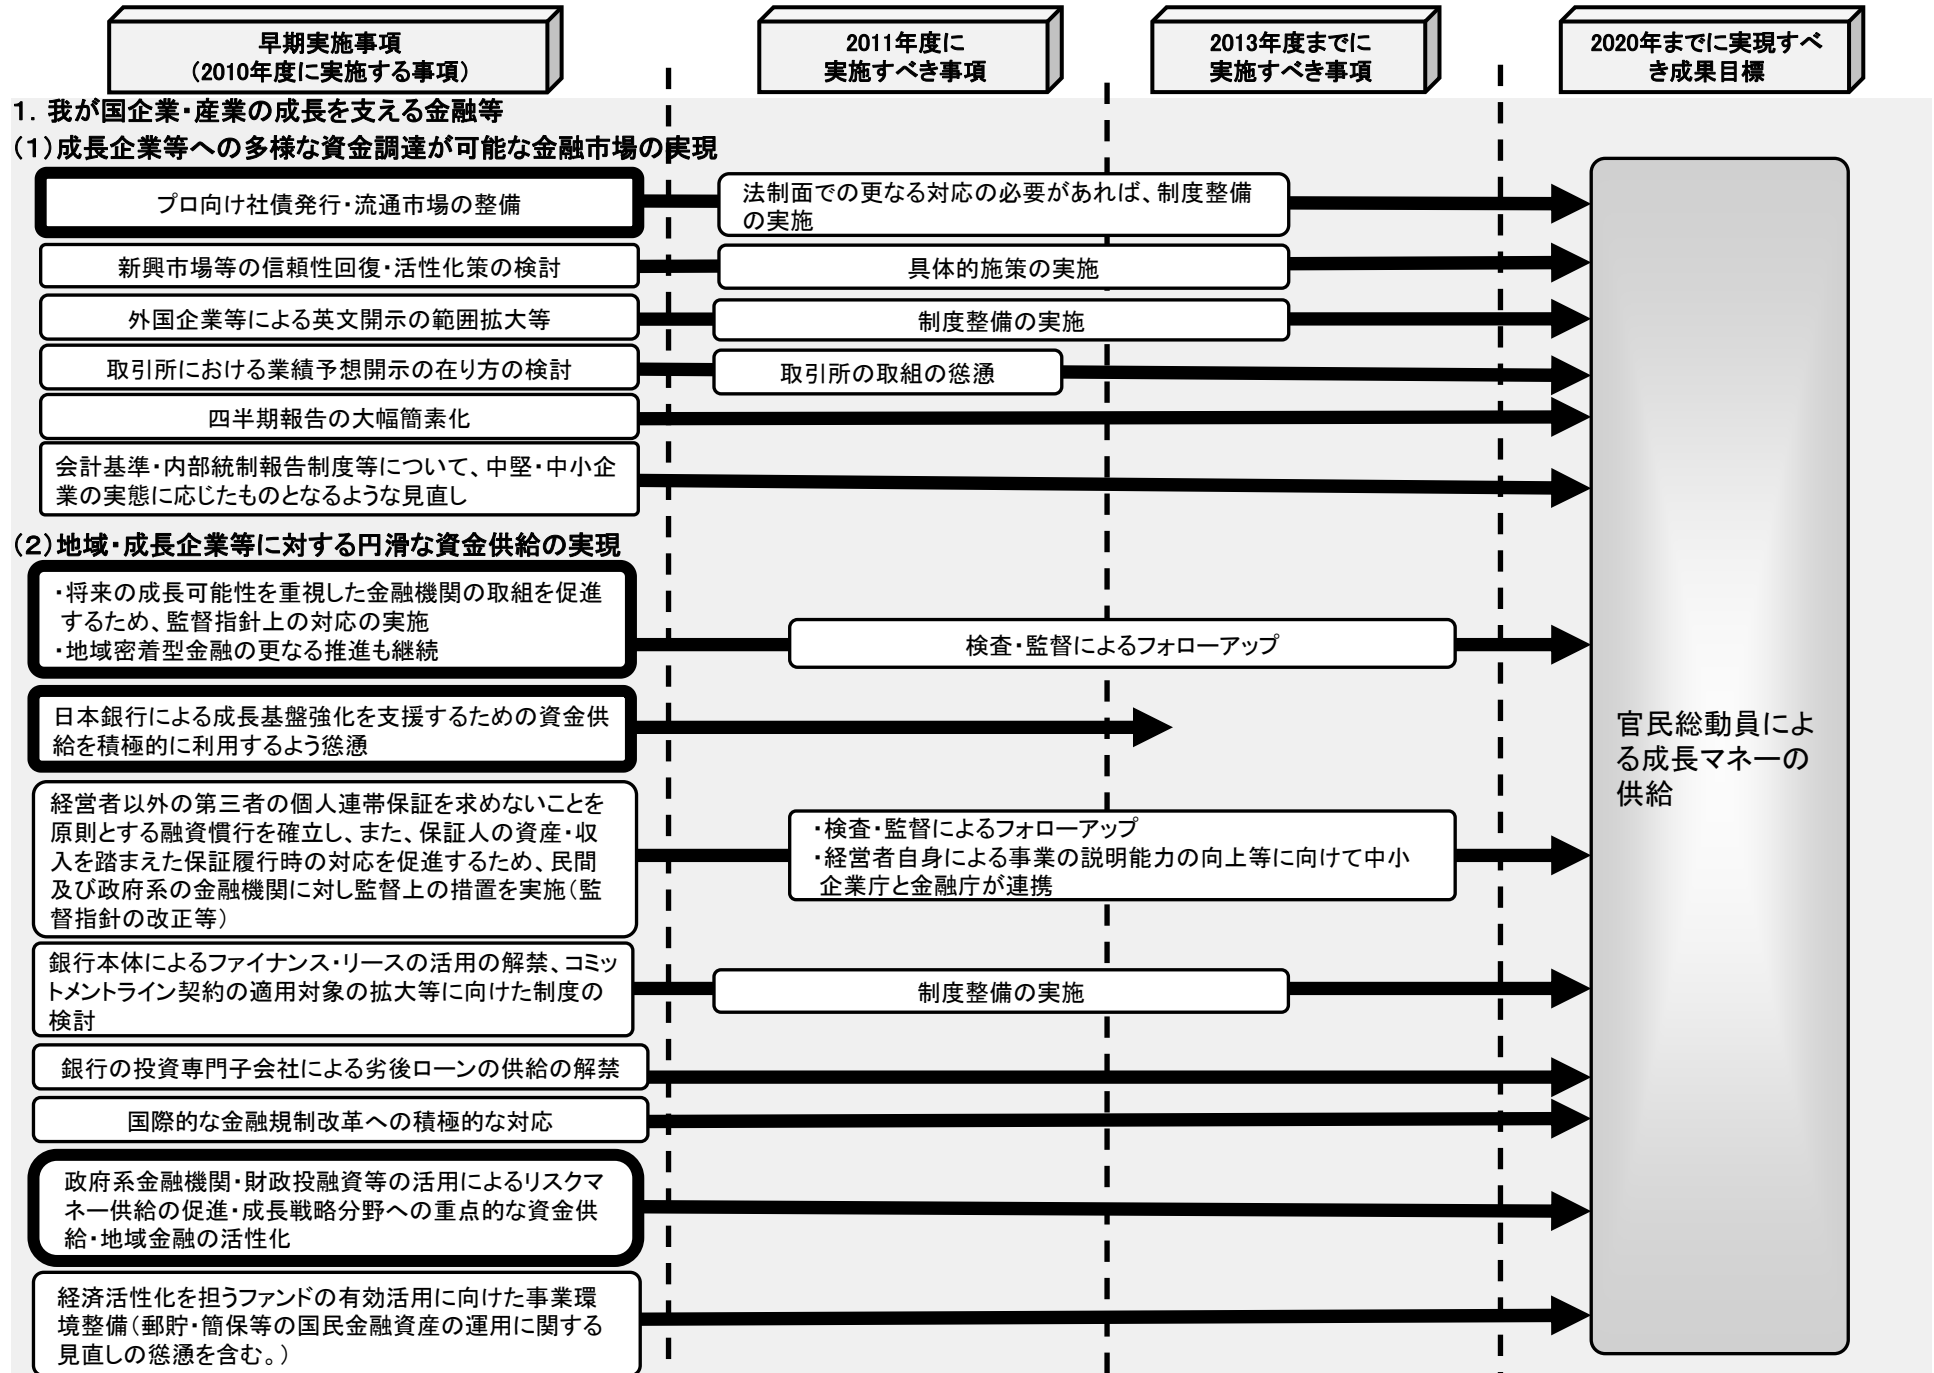 早期実施事項
（2010年度に実施する事項）
2011年度に
実施すべき事項
2013年度までに
実施すべき事項
2020年までに実現すべ
き成果目標
１．我が国企業・産業の成長を支える金融等
（１）成長企業等への多様な資金調達が可能な金融市場の実現
プロ向け社債発行・流通市場の整備
法制面での更なる対応の必要があれば、制度整備
の実施
新興市場等の信頼性回復・活性化策の検討
具体的施策の実施
外国企業等による英文開示の範囲拡大等
制度整備の実施
取引所における業績予想開示の在り方の検討
取引所の取組の慫慂
四半期報告の大幅簡素化
会計基準・内部統制報告制度等について、中堅・中小企
業の実態に応じたものとなるような見直し
（２）地域・成長企業等に対する円滑な資金供給の実現
・将来の成長可能性を重視した金融機関の取組を促進
するため、監督指針上の対応の実施
・地域密着型金融の更なる推進も継続
検査・監督によるフォローアップ
日本銀行による成長基盤強化を支援するための資金供
給を積極的に利用するよう慫慂
官民総動員によ
る成長マネーの
供給
経営者以外の第三者の個人連帯保証を求めないことを
原則とする融資慣行を確立し、また、保証人の資産・収
入を踏まえた保証履行時の対応を促進するため、民間
及び政府系の金融機関に対し監督上の措置を実施（監
督指針の改正等）
・検査・監督によるフォローアップ
・経営者自身による事業の説明能力の向上等に向けて中小
企業庁と金融庁が連携
銀行本体によるファイナンス・リースの活用の解禁、コミッ
トメントライン契約の適用対象の拡大等に向けた制度の
検討
制度整備の実施
銀行の投資専門子会社による劣後ローンの供給の解禁
国際的な金融規制改革への積極的な対応
政府系金融機関・財政投融資等の活用によるリスクマ
ネー供給の促進・成長戦略分野への重点的な資金供
給・地域金融の活性化
経済活性化を担うファンドの有効活用に向けた事業環
境整備（郵貯・簡保等の国民金融資産の運用に関する
見直しの慫慂を含む。）